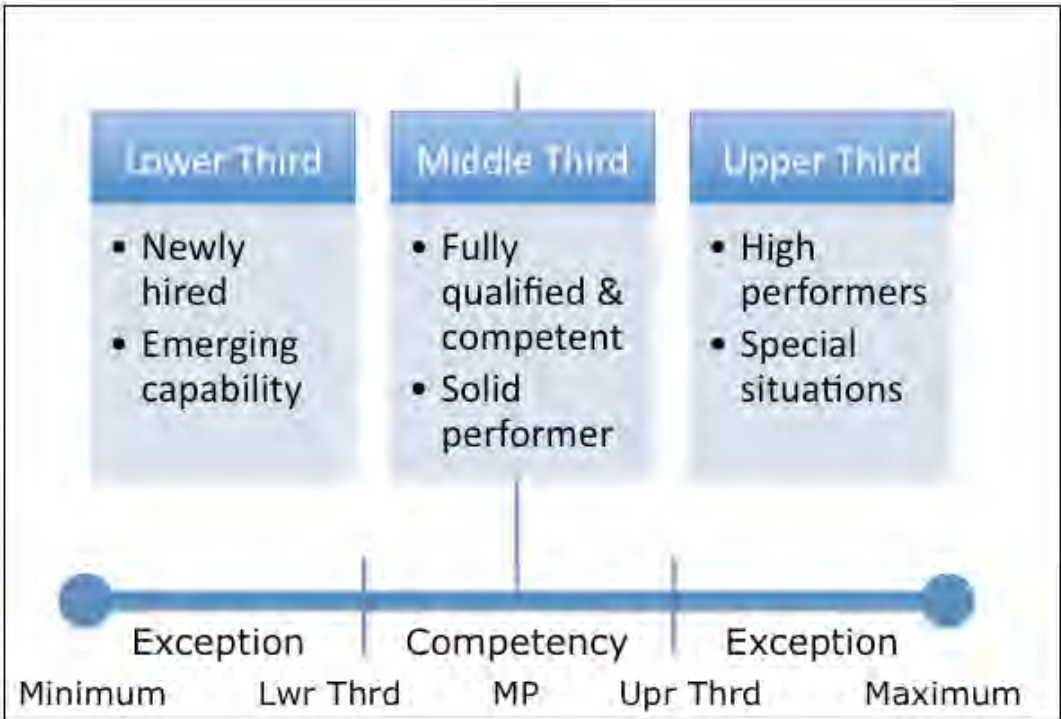 Lower Third
• Newly
hired
• Emerging
capability
Middle Third
• Fully
qualified &
competent
• Solid
performer
Upper Third
• High
performers
• Special
situations
Exception Competency Exception
Minimum Lwr Thrd MP Upr Thrd Maximum